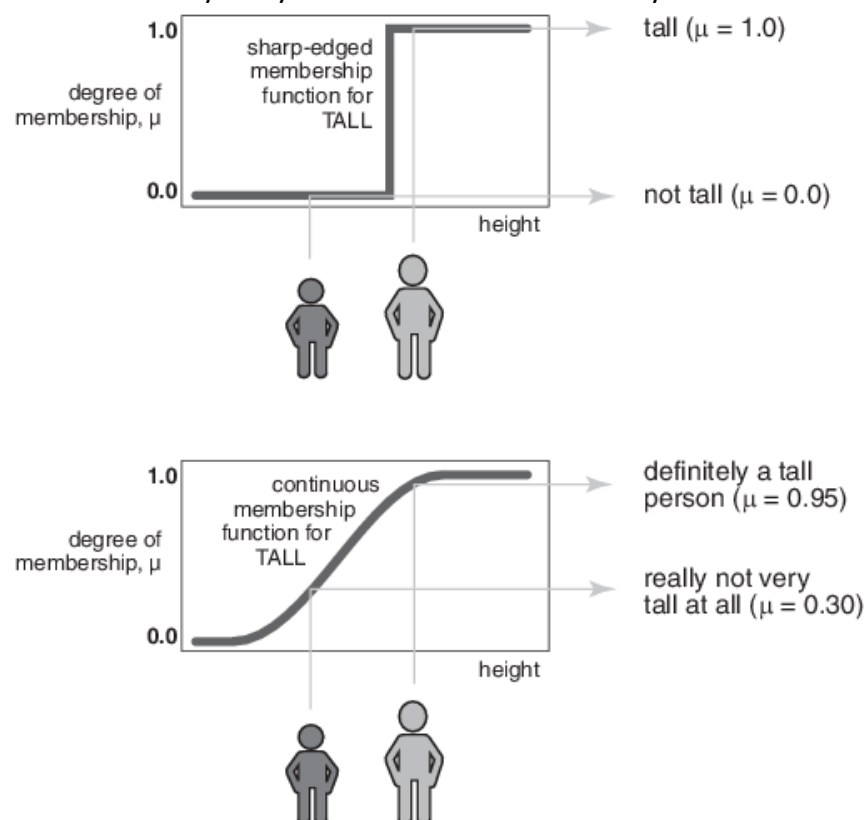 1.0
sharp-edged
membership
function for
TALL
degree of
membership, μ
0.0
height
tall (μ = 1.0)
not tall (μ = 0.0)
1.0
continuous
membership
function for
TALL
degree of
membership, μ
0.0
height
definitely a tall
person (μ = 0.95)
really not very
tall at all (μ = 0.30)